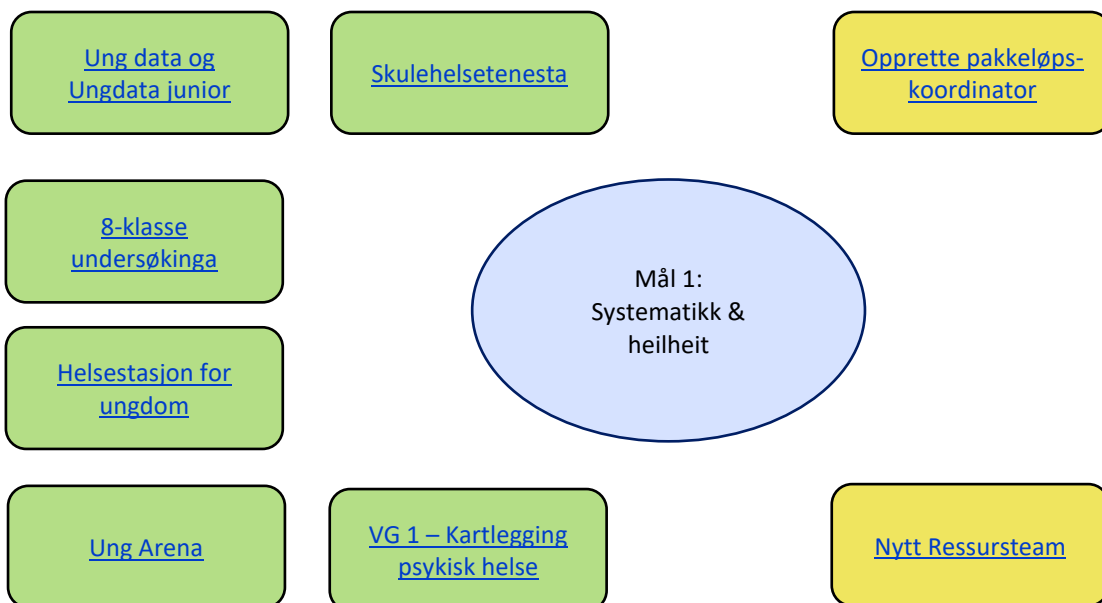 Ung data og
Ungdata junior
Skulehelsetenesta
Opprette pakkeløps-
koordinator
8-klasse
undersøkinga
Mål 1:
Systematikk &
heilheit
Helsestasjon for
ungdom
Ung Arena
VG 1 – Kartlegging
psykisk helse
Nytt Ressursteam